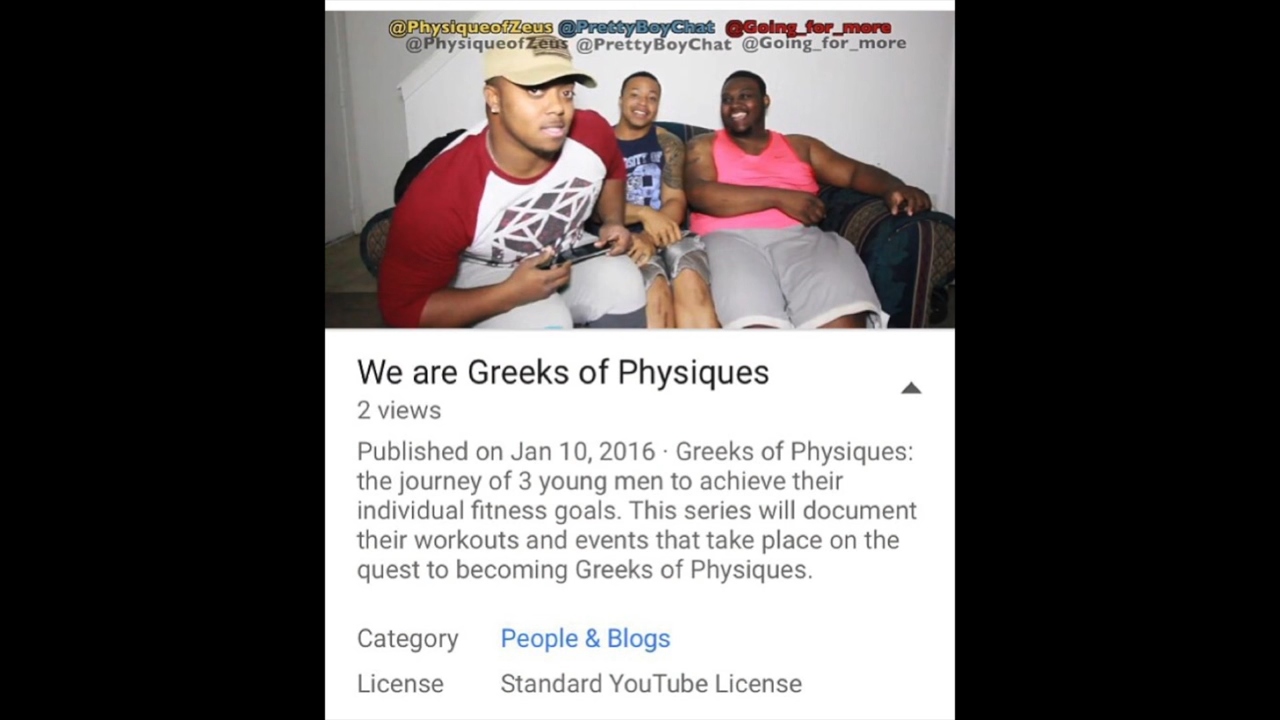 @PhysiqueofZeus @PrettyBoyChat @Going_for_more
@PhysiqueofZeus @PrettyBoyChat @Going_for_more
SITY OF
We are Greeks of Physiques
2 views
Published on Jan 10, 2016 · Greeks of Physiques:
the journey of 3 young men to achieve their
individual fitness goals. This series will document
their workouts and events that take place on the
quest to becoming Greeks of Physiques.
Category People & Blogs
License Standard YouTube License